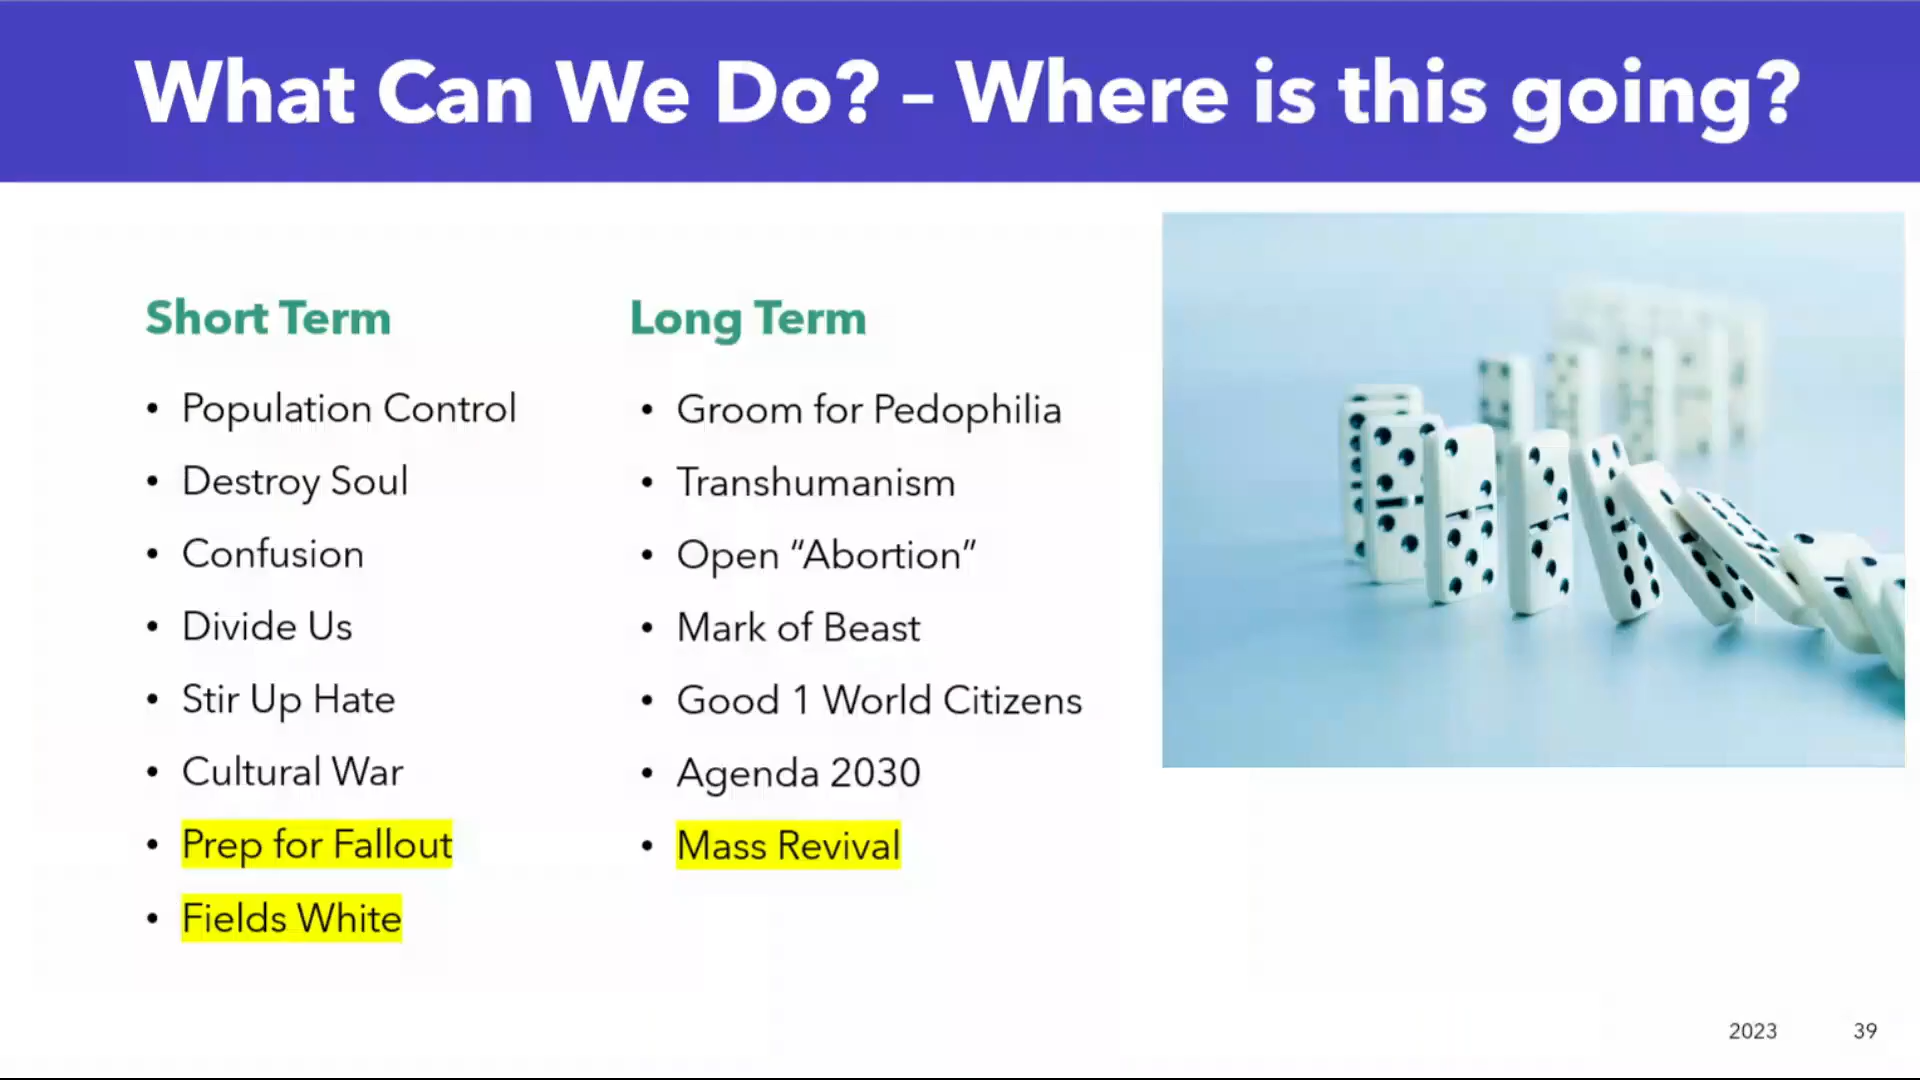 What Can We Do? – Where is this going?
Short Term
• Population Control
• Destroy Soul
• Confusion
• Divide Us
• Stir Up Hate
• Cultural War
• Prep for Fallout
• Fields White
Long Term
• Groom for Pedophilia
• Transhumanism
• Open “Abortion”
• Mark of Beast
• Good 1 World Citizens
• Agenda 2030
• Mass Revival
2023
39